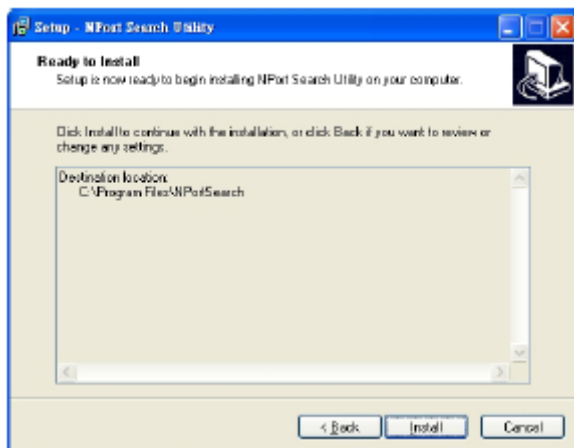 Setup - NPort Search Utility
Ready to Install
Setup is now ready to begin installing NPort Search Utility on your computer.
Click Install to continue with the installation, or click Back if you want to review or
change any settings.
Destination location:
C:\Program Files\NPortSearch
< Back
Install
Cancel